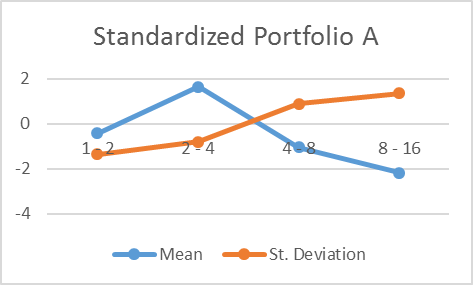 Standardized Portfolio A
2
0
1 - 2 2 - 4 4 - 8 8 - 16
-2
-4
Mean St. Deviation